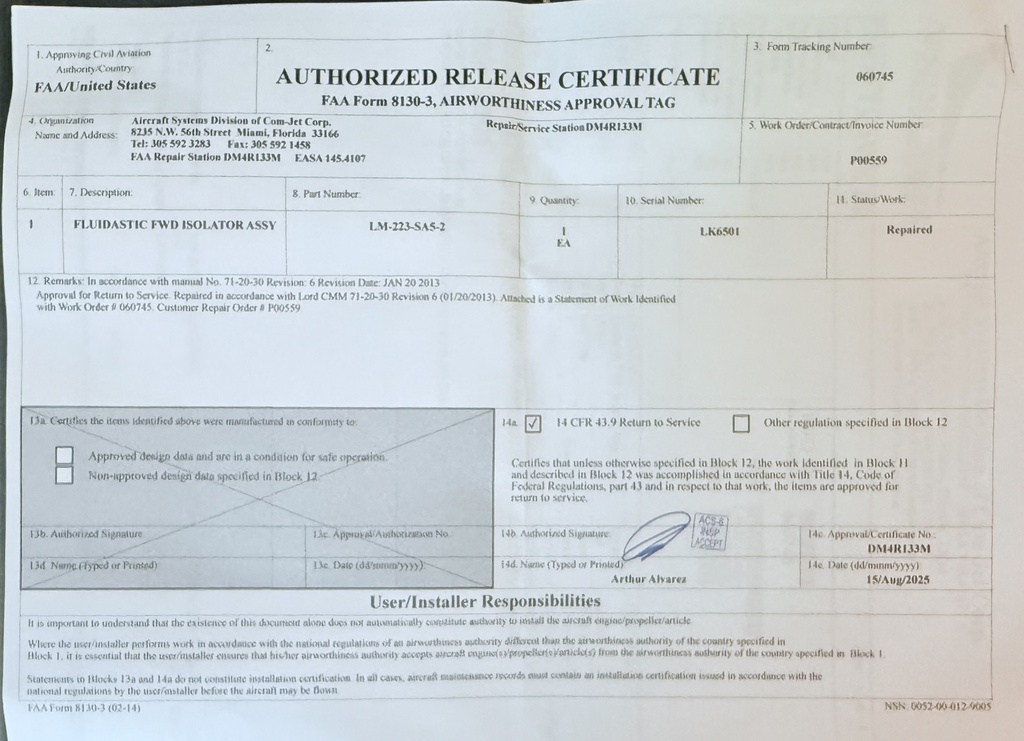 1. Approving Civil Aviation
Authority/Country
FAA/United States
2.
AUTHORIZED RELEASE CERTIFICATE
FAA Form 8130-3, AIRWORTHINESS APPROVAL TAG
3. Form Tracking Number
060745
4. Organization
Name and Address:
Aircraft Systems Division of Com-Jet Corp.
8235 N.W. 56th Street Miami, Florida 33166
Tel: 305 592 3283 Fax: 305 592 1458
FAA Repair Station DM4R133M EASA 145.4107
Repair/Service Station DM4R133M
5. Work Order/Contract/Invoice Number
P00559
6. Item: 7. Description: 8. Part Number: 9. Quantity: 10. Serial Number: 11. Status/Work:
1 FLUIDASTIC FWD ISOLATOR ASSY LM-223-SA5-2 1 LK6501 Repaired
EA
12. Remarks: In accordance with manual No. 71-20-30 Revision: 6 Revision Date: JAN 20 2013
Approval for Return to Service. Repaired in accordance with Lord CMM 71-20-30 Revision 6 (01/20/2013). Attached is a Statement of Work Identified
with Work Order # 060745. Customer Repair Order # P00559
13a. Certifies the items identified above were manufactured in conformity to:
Approved design data and are in a condition for safe operation.
Non-approved design data specified in Block 12.
14a. ✓ 14 CFR 43.9 Return to Service Other regulation specified in Block 12
Certifies that unless otherwise specified in Block 12, the work identified in Block 11
and described in Block 12 was accomplished in accordance with Title 14, Code of
Federal Regulations, part 43 and in respect to that work, the items are approved for
return to service.
13b. Authorized Signature 13c. Approval/Authorization No.
14b. Authorized Signature:
ACS-6
INSP
ACCEPT
14c. Approval/Certificate No.:
DM4R133M
13d. Name (Typed or Printed) 13e. Date (dd/mmm/yyyy):
14d. Name (Typed or Printed)
Arthur Alvarez
14e. Date (dd/mmm/yyyy)
15/Aug/2025
User/Installer Responsibilities
It is important to understand that the existence of this document alone does not automatically constitute authority to install the aircraft engine/propeller/article
Where the user/installer performs work in accordance with the national regulations of an airworthiness authority different than the airworthiness authority of the country specified in
Block 1, it is essential that the user/installer ensures that his/her airworthiness authority accepts aircraft engine(s)/propeller(s)/article(s) from the airworthiness authority of the country specified in Block 1.
Statements in Blocks 13a and 14a do not constitute installation certification. In all cases, aircraft maintenance records must contain an installation certification issued in accordance with the
national regulations by the user/installer before the aircraft may be flown.
FAA Form 8130-3 (02-14) NSN: 0052-00-012-9005